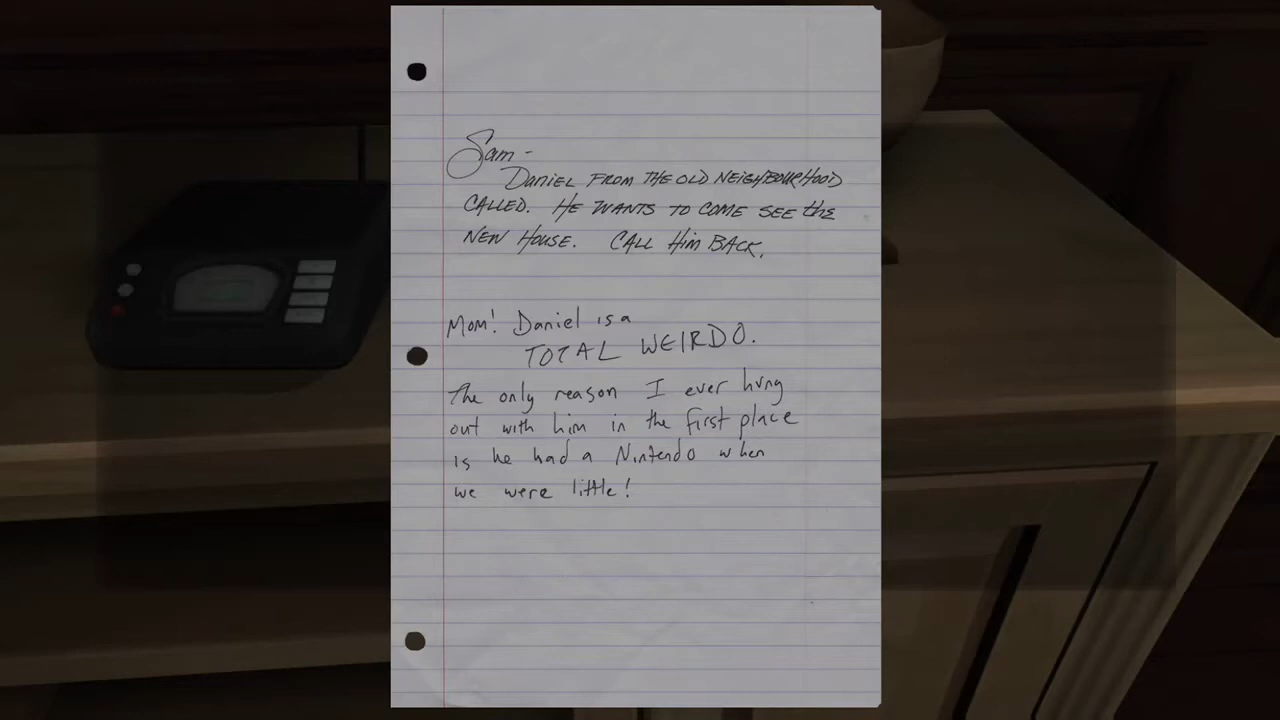 Sam-
DANIEL FROM THE OLD NEIGHBOURHOOD
CALLED. HE WANTS TO COME SEE the
NEW HOUSE. CALL HiM BACK.
Mom! Daniel is a
TOTAL WEIRDO.
the only reason I ever hung
out with him in the first place
is he had a Nintendo when
we were little!